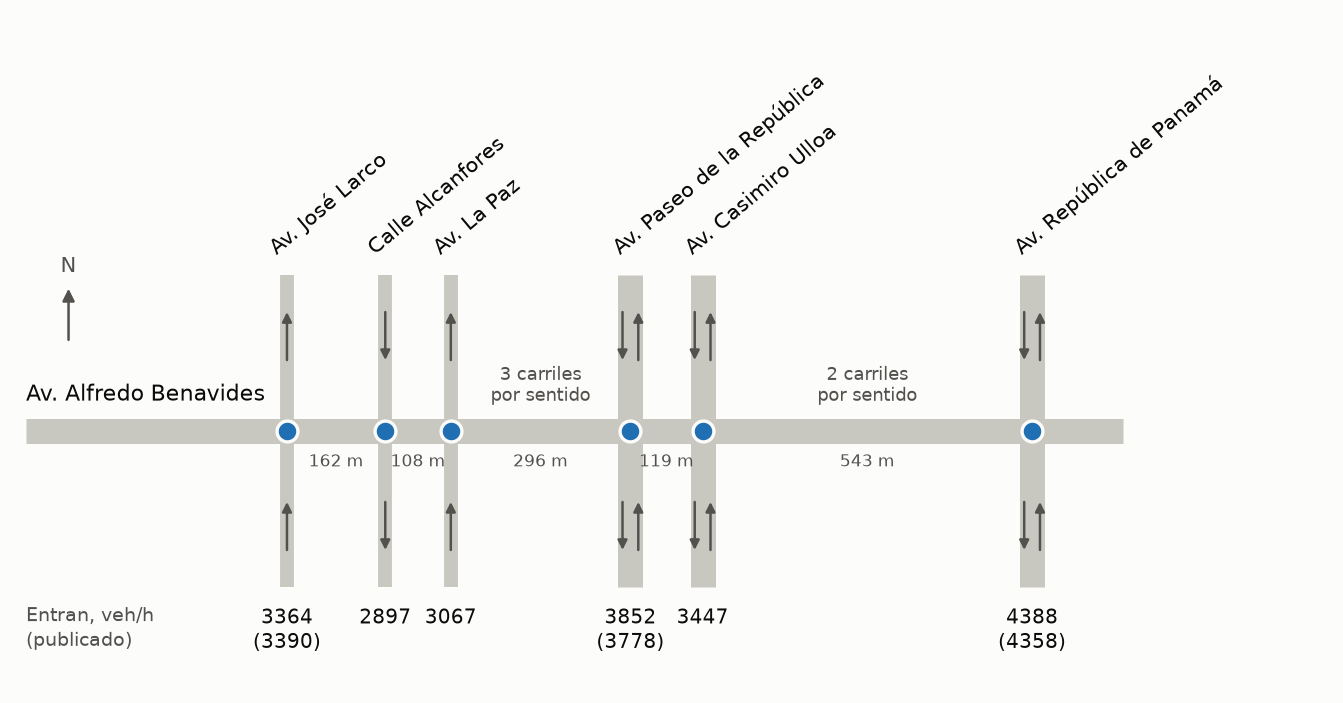 Av. José Larco
Calle Alcanfores
Av. La Paz
Av. Paseo de la República
Av. Casimiro Ulloa
Av. República de Panamá
N
Av. Alfredo Benavides
3 carriles
por sentido
2 carriles
por sentido
162 m
108 m
296 m
119 m
543 m
Entran, veh/h
(publicado)
3364
(3390)
2897
3067
3852
(3778)
3447
4388
(4358)